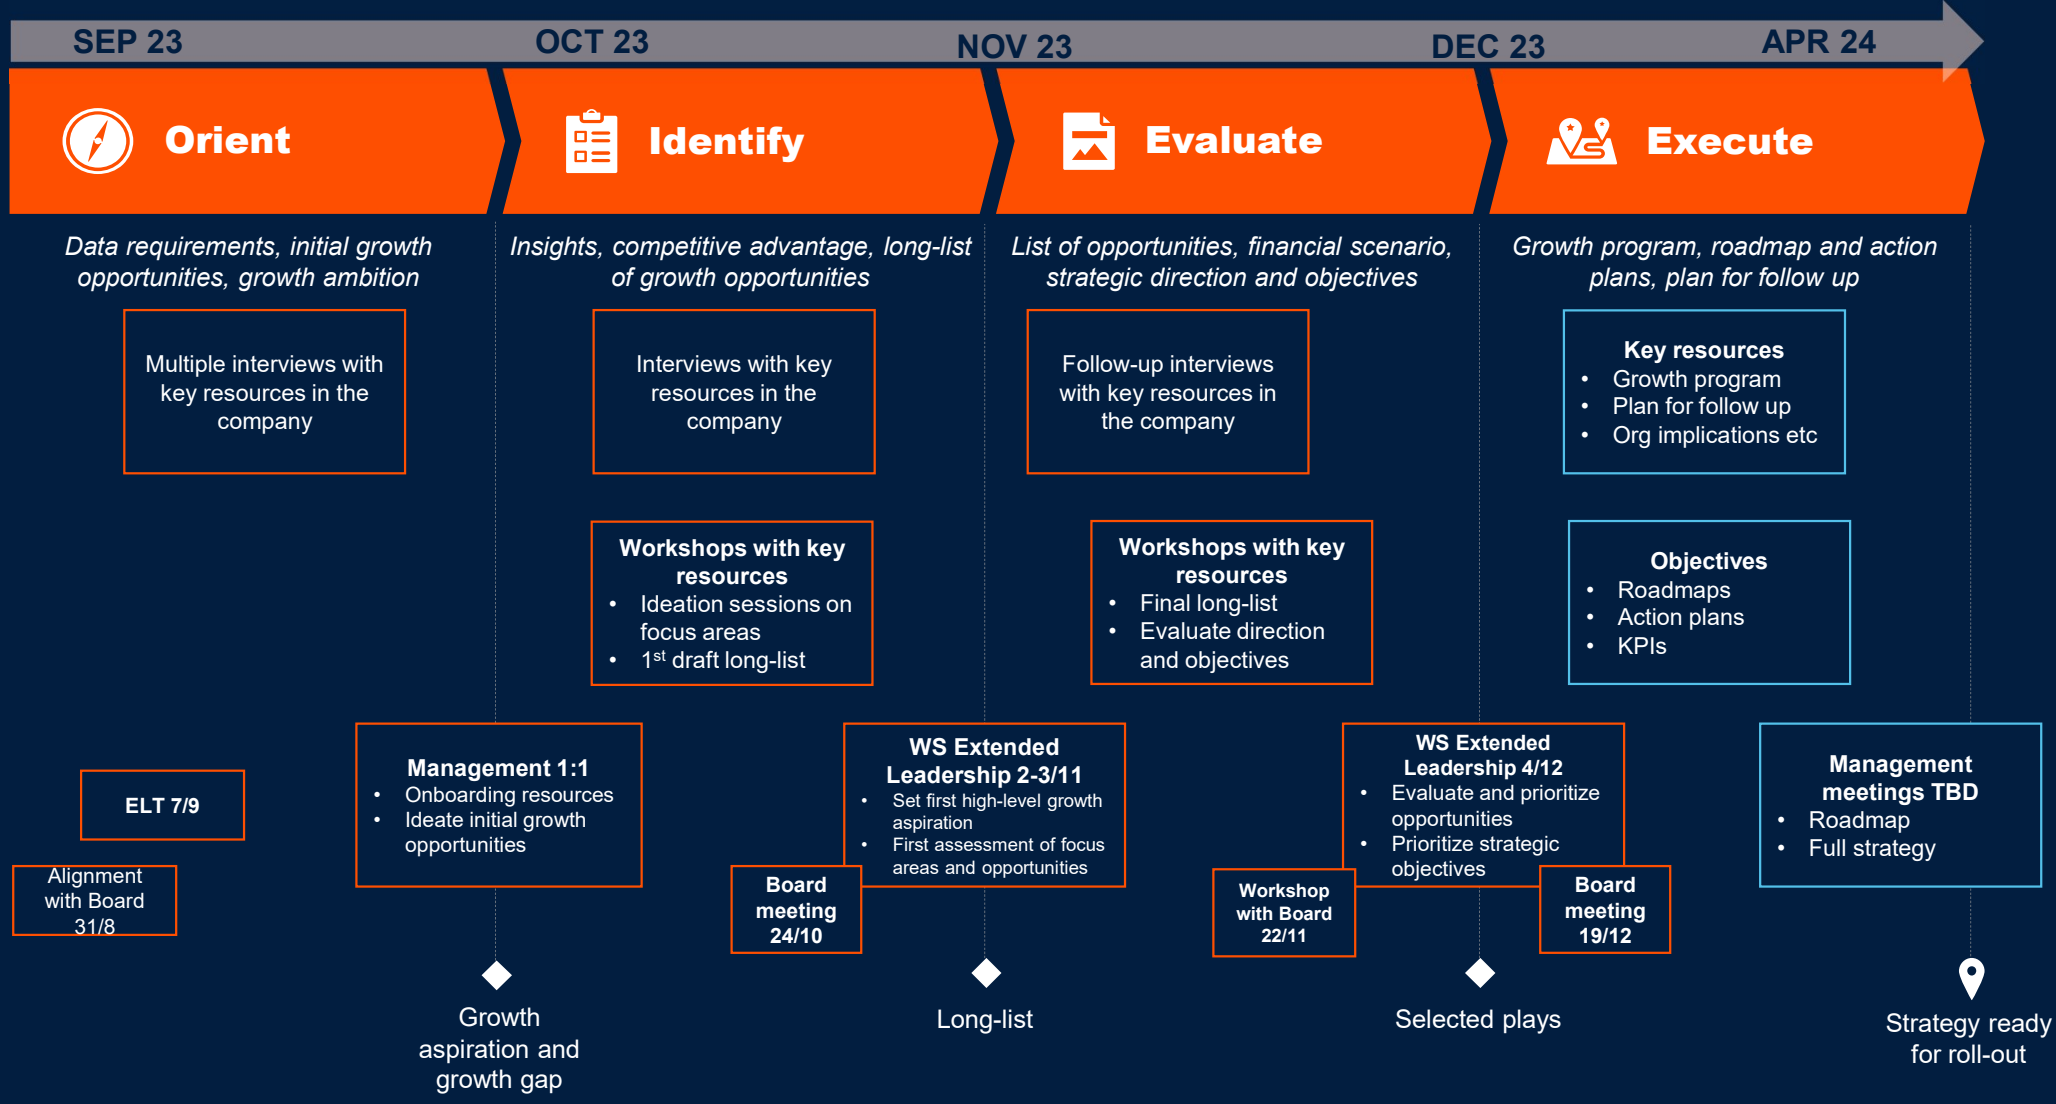 SEP 23
OCT 23
NOV 23
DEC 23
APR 24
Orient
Identify
Evaluate
Execute
Data requirements, initial growth
opportunities, growth ambition
Insights, competitive advantage, long-list
of growth opportunities
List of opportunities, financial scenario,
strategic direction and objectives
Growth program, roadmap and action
plans, plan for follow up
Multiple interviews with
key resources in the
company
Interviews with key
resources in the
company
Follow-up interviews
with key resources in
the company
Key resources
• Growth program
• Plan for follow up
• Org implications etc
Workshops with key
resources
• Ideation sessions on
focus areas
• 1st draft long-list
Workshops with key
resources
• Final long-list
• Evaluate direction
and objectives
Objectives
• Roadmaps
• Action plans
• KPIs
ELT 7/9
Alignment
with Board
31/8
Management 1:1
• Onboarding resources
• Ideate initial growth
opportunities
WS Extended
Leadership 2-3/11
• Set first high-level growth
aspiration
• First assessment of focus
areas and opportunities
Board
meeting
24/10
WS Extended
Leadership 4/12
• Evaluate and prioritize
opportunities
• Prioritize strategic
objectives
Workshop
with Board
22/11
Board
meeting
19/12
Management
meetings TBD
• Roadmap
• Full strategy
Growth
aspiration and
growth gap
Long-list
Selected plays
Strategy ready
for roll-out